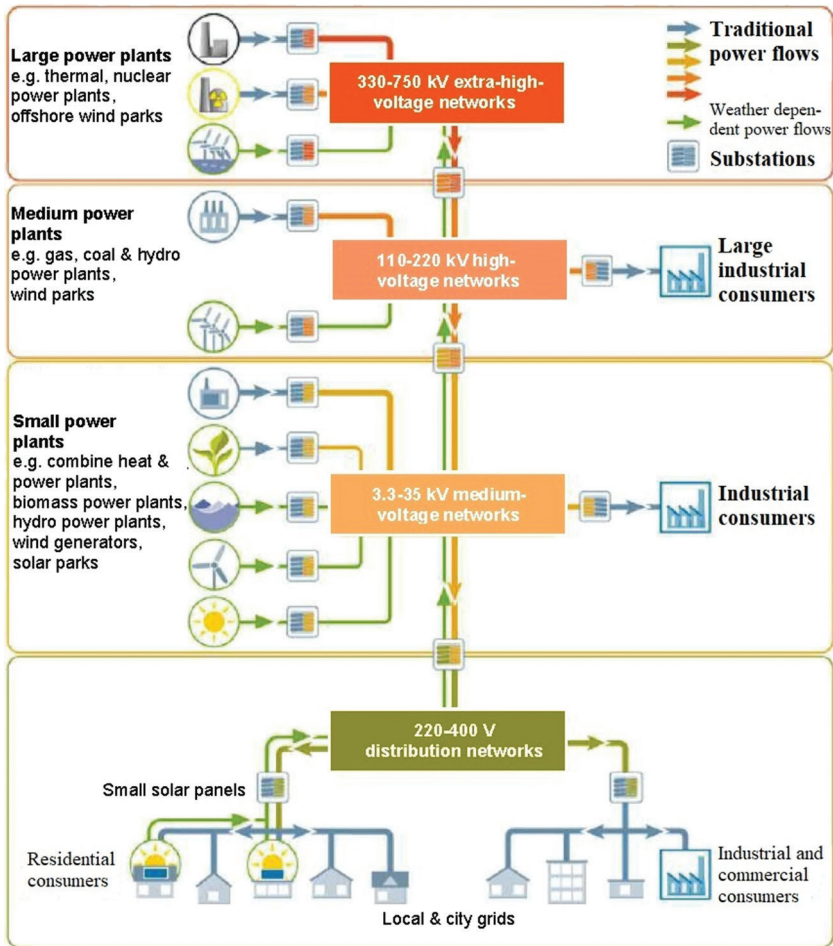 Large power plants
e.g. thermal, nuclear
power plants,
offshore wind parks
330-750 kV extra-high-
voltage networks
Traditional
power flows
Weather depen-
dent power flows
Substations
Medium power
plants
e.g. gas, coal & hydro
power plants,
wind parks
110-220 kV high-
voltage networks
Large
industrial
consumers
Small power
plants
e.g. combine heat &
power plants,
biomass power plants,
hydro power plants,
wind generators,
solar parks
3.3-35 kV medium-
voltage networks
Industrial
consumers
220-400 V
distribution networks
Small solar panels
Residential
consumers
Industrial and
commercial
consumers
Local & city grids